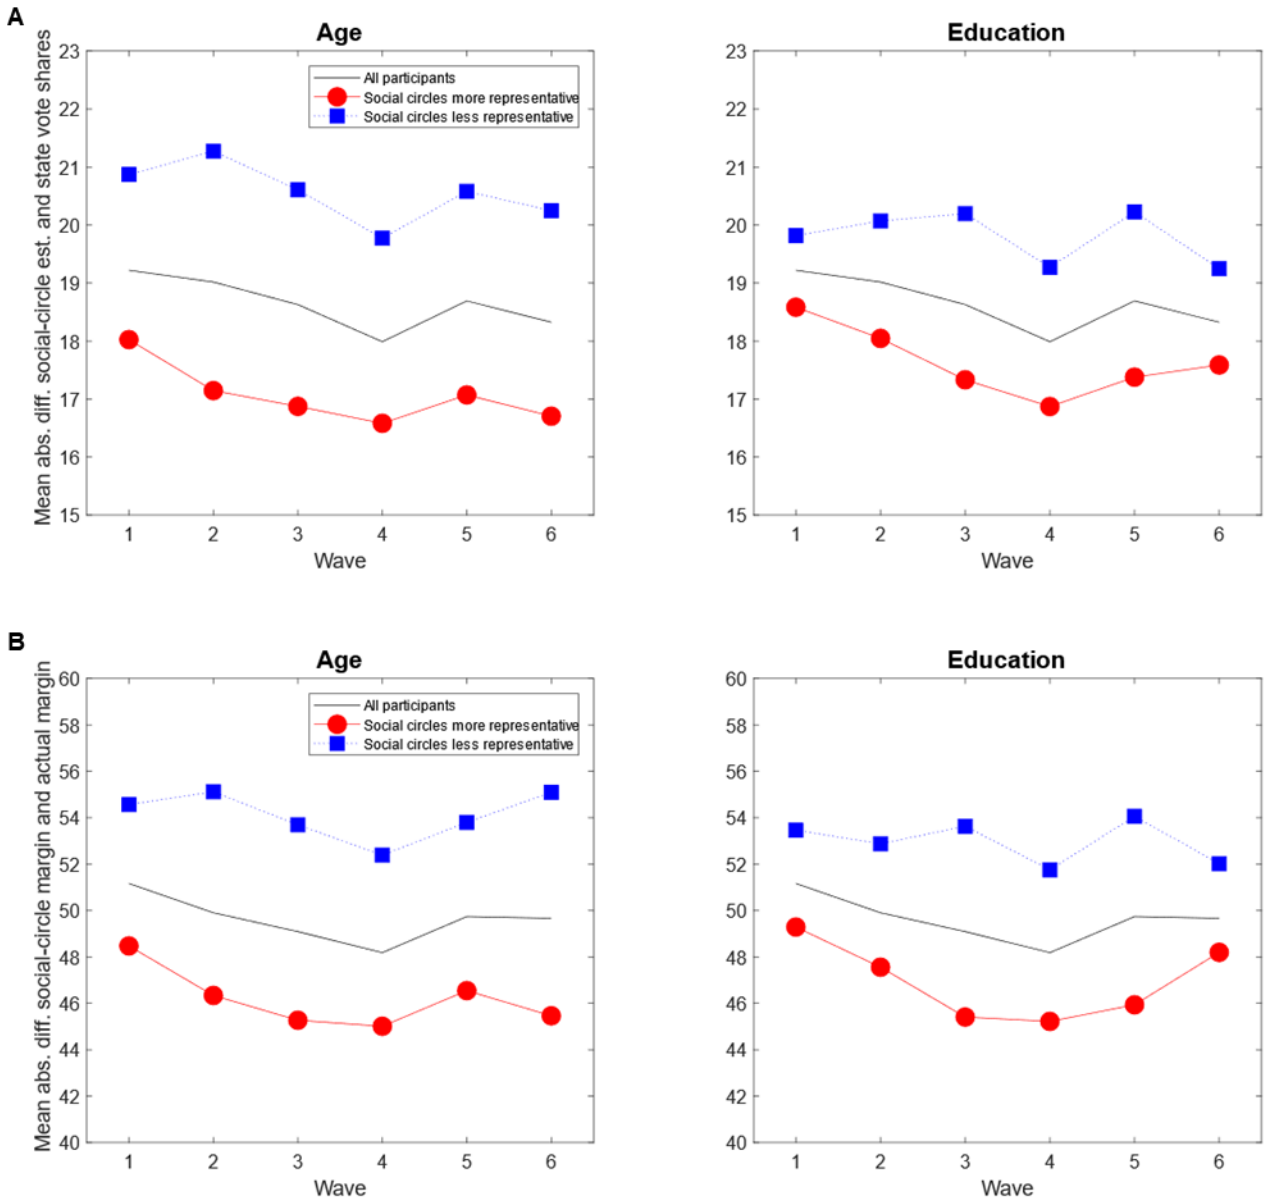 A
Age
Mean abs. diff. social-circle est. and state vote shares
23
22
21
20
19
18
17
16
15
All participants
Social circles more representative
Social circles less representative
1 2 3 4 5 6
Wave
Education
23
22
21
20
19
18
17
16
15
1 2 3 4 5 6
Wave
B
Age
Mean abs. diff. social-circle margin and actual margin
60
58
56
54
52
50
48
46
44
42
40
All participants
Social circles more representative
Social circles less representative
1 2 3 4 5 6
Wave
Education
60
58
56
54
52
50
48
46
44
42
40
1 2 3 4 5 6
Wave